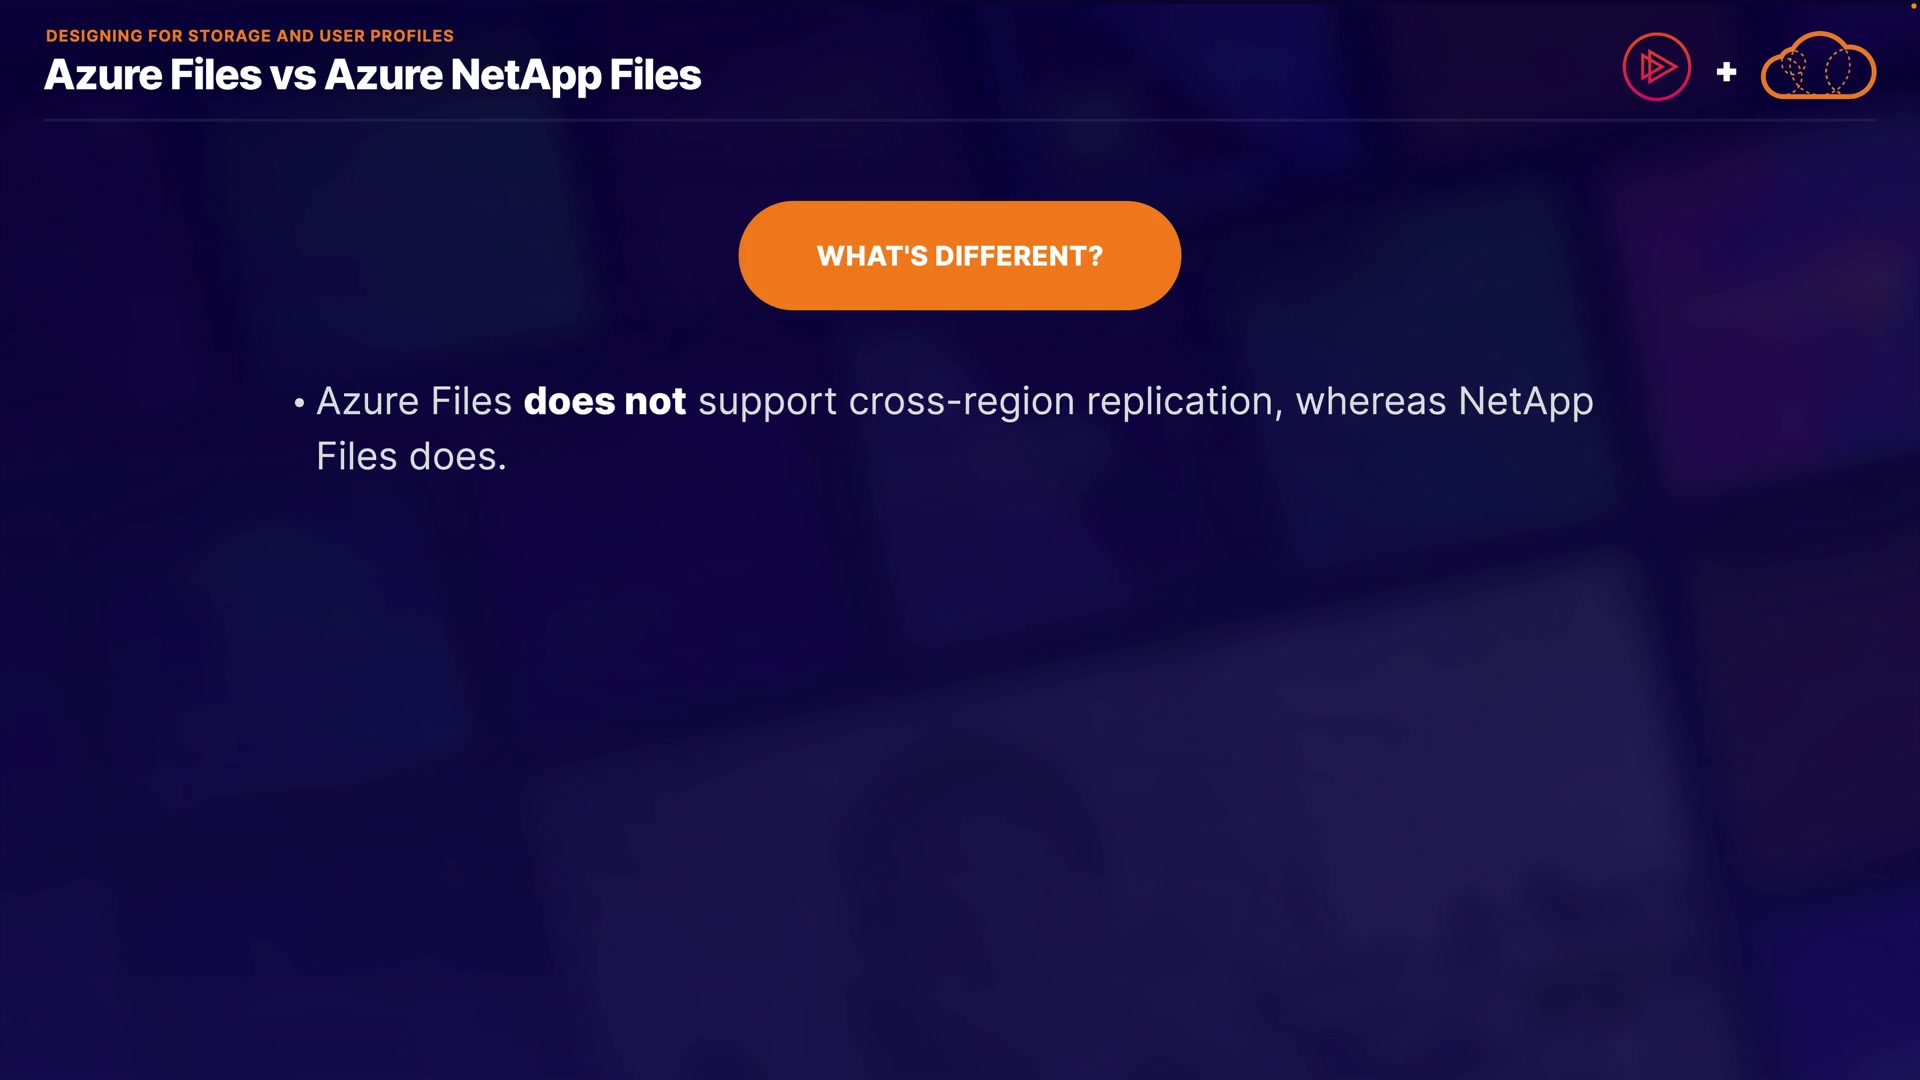 DESIGNING FOR STORAGE AND USER PROFILES
Azure Files vs Azure NetApp Files
+
WHAT'S DIFFERENT?
• Azure Files does not support cross-region replication, whereas NetApp
Files does.